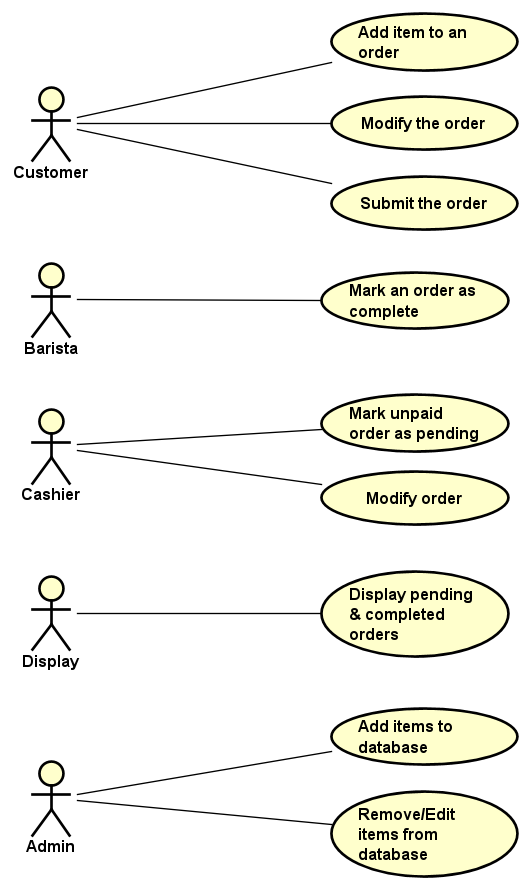 Add item to an
order
Modify the order
Customer
Submit the order
Mark an order as
complete
Barista
Mark unpaid
order as pending
Cashier
Modify order
Display pending
& completed
orders
Display
Add items to
database
Admin
Remove/Edit
items from
database